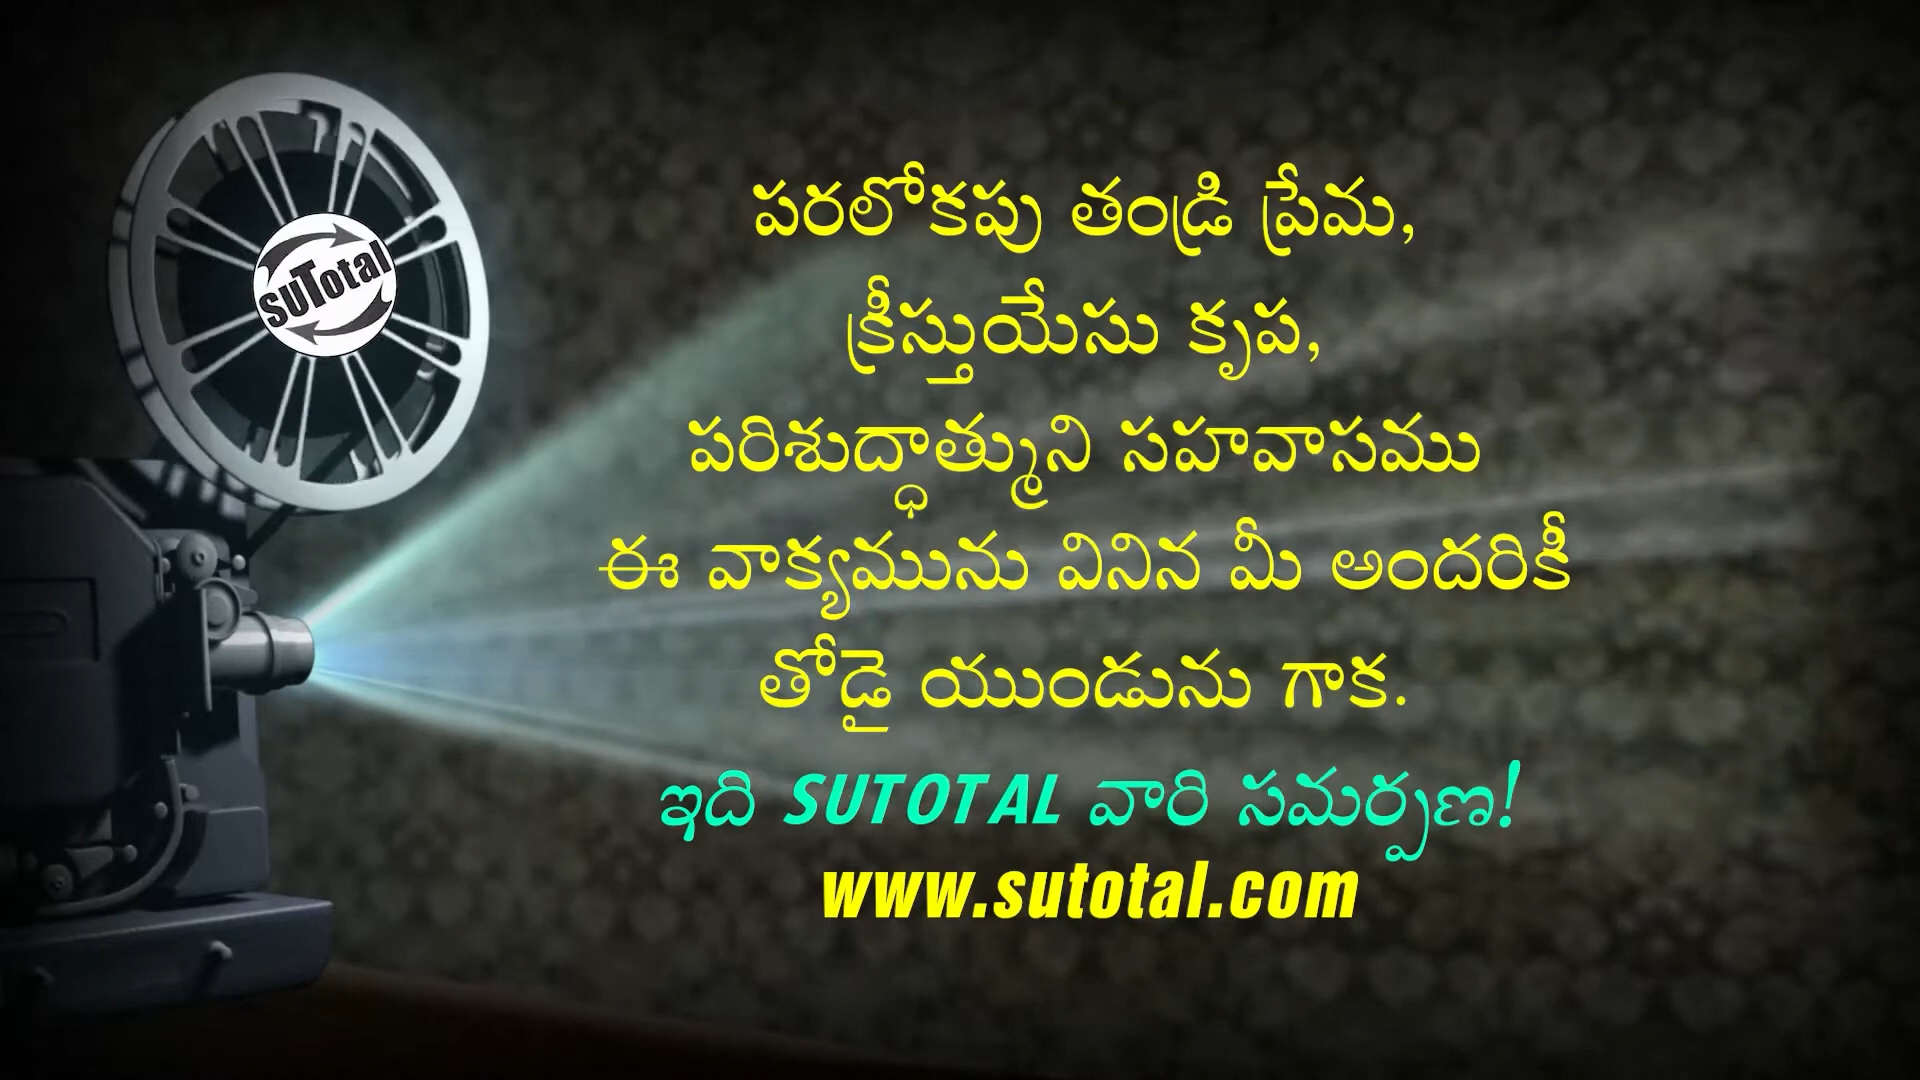 suTotal
పరలోకపు తండ్రి ప్రేమ,
క్రీస్తుయేసు కృప,
పరిశుద్ధాత్ముని సహవాసము
ఈ వాక్యమును వినిన మీ అందరికీ
తోడై యుండును గాక.
ఇది SUTOTAL వారి సమర్పణ!
www.sutotal.com